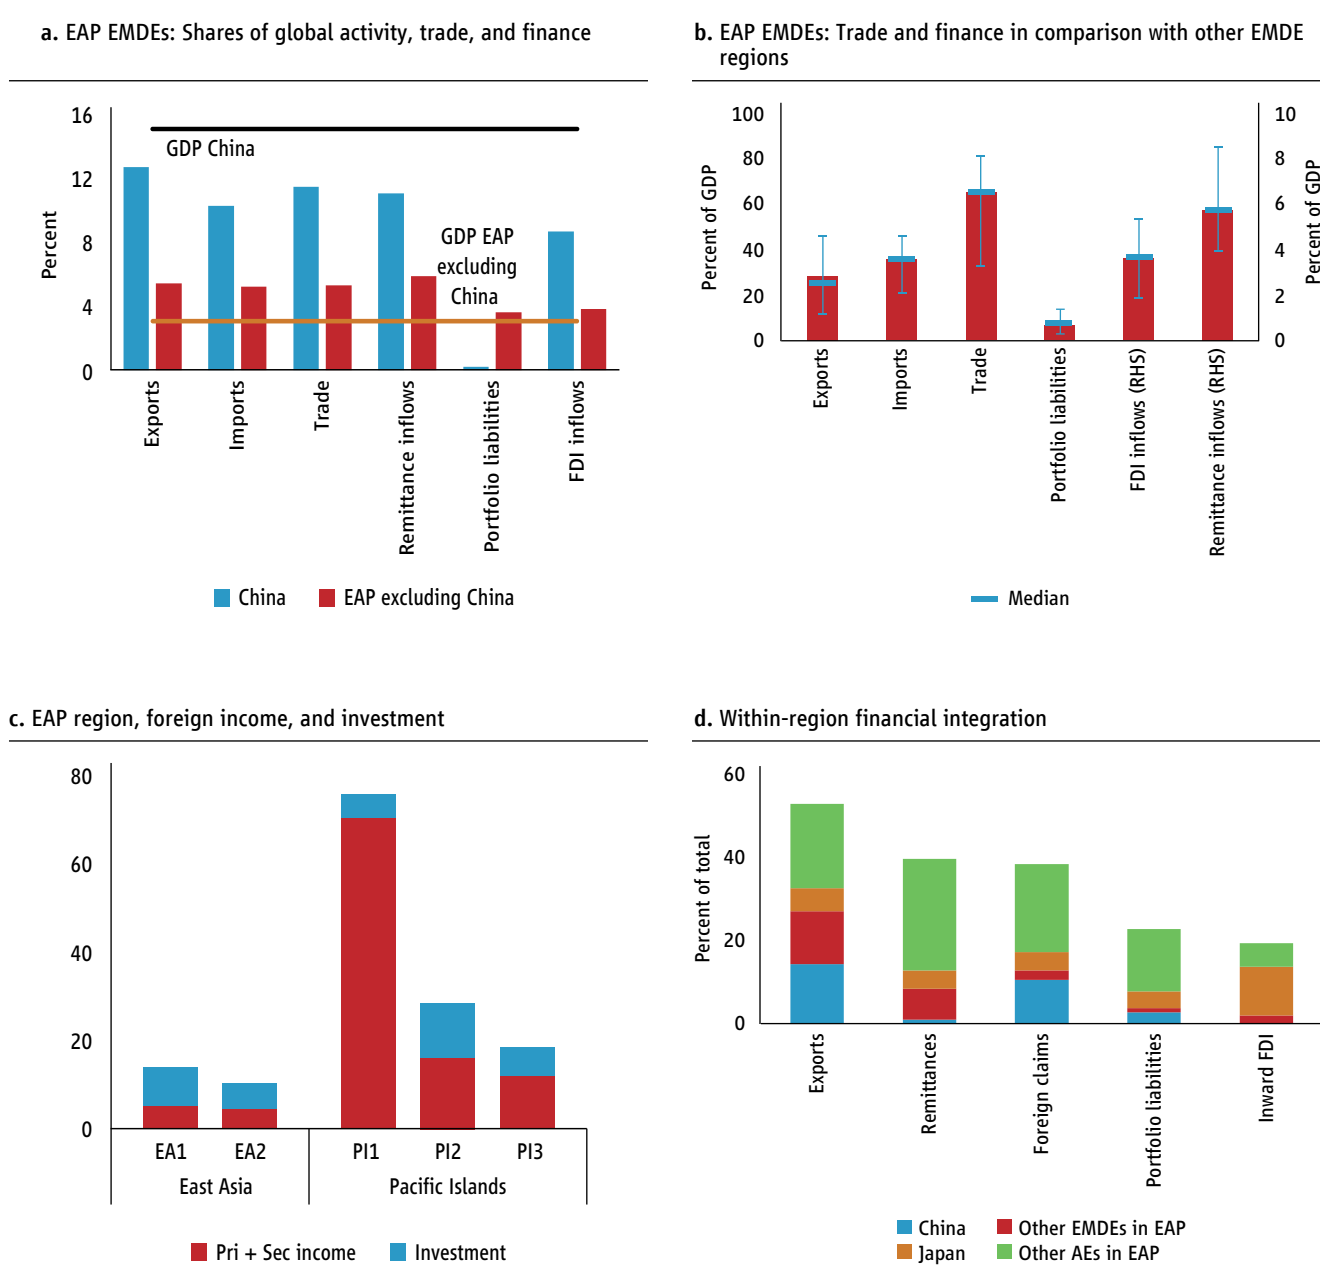 a. EAP EMDEs: Shares of global activity, trade, and finance
Percent
16
12
8
4
0
GDP China
GDP EAP
excluding
China
Exports
Imports
Trade
Remittance inflows
Portfolio liabilities
FDI inflows
China
EAP excluding China
b. EAP EMDEs: Trade and finance in comparison with other EMDE
regions
Percent of GDP
100
80
60
40
20
0
10
8
6
4
2
0
Percent of GDP
Exports
Imports
Trade
Portfolio liabilities
FDI inflows (RHS)
Remittance inflows (RHS)
Median
c. EAP region, foreign income, and investment
80
60
40
20
0
EA1
EA2
PI1
PI2
PI3
East Asia
Pacific Islands
Pri + Sec income
Investment
d. Within-region financial integration
Percent of total
60
40
20
0
Exports
Remittances
Foreign claims
Portfolio liabilities
Inward FDI
China
Other EMDEs in EAP
Japan
Other AEs in EAP